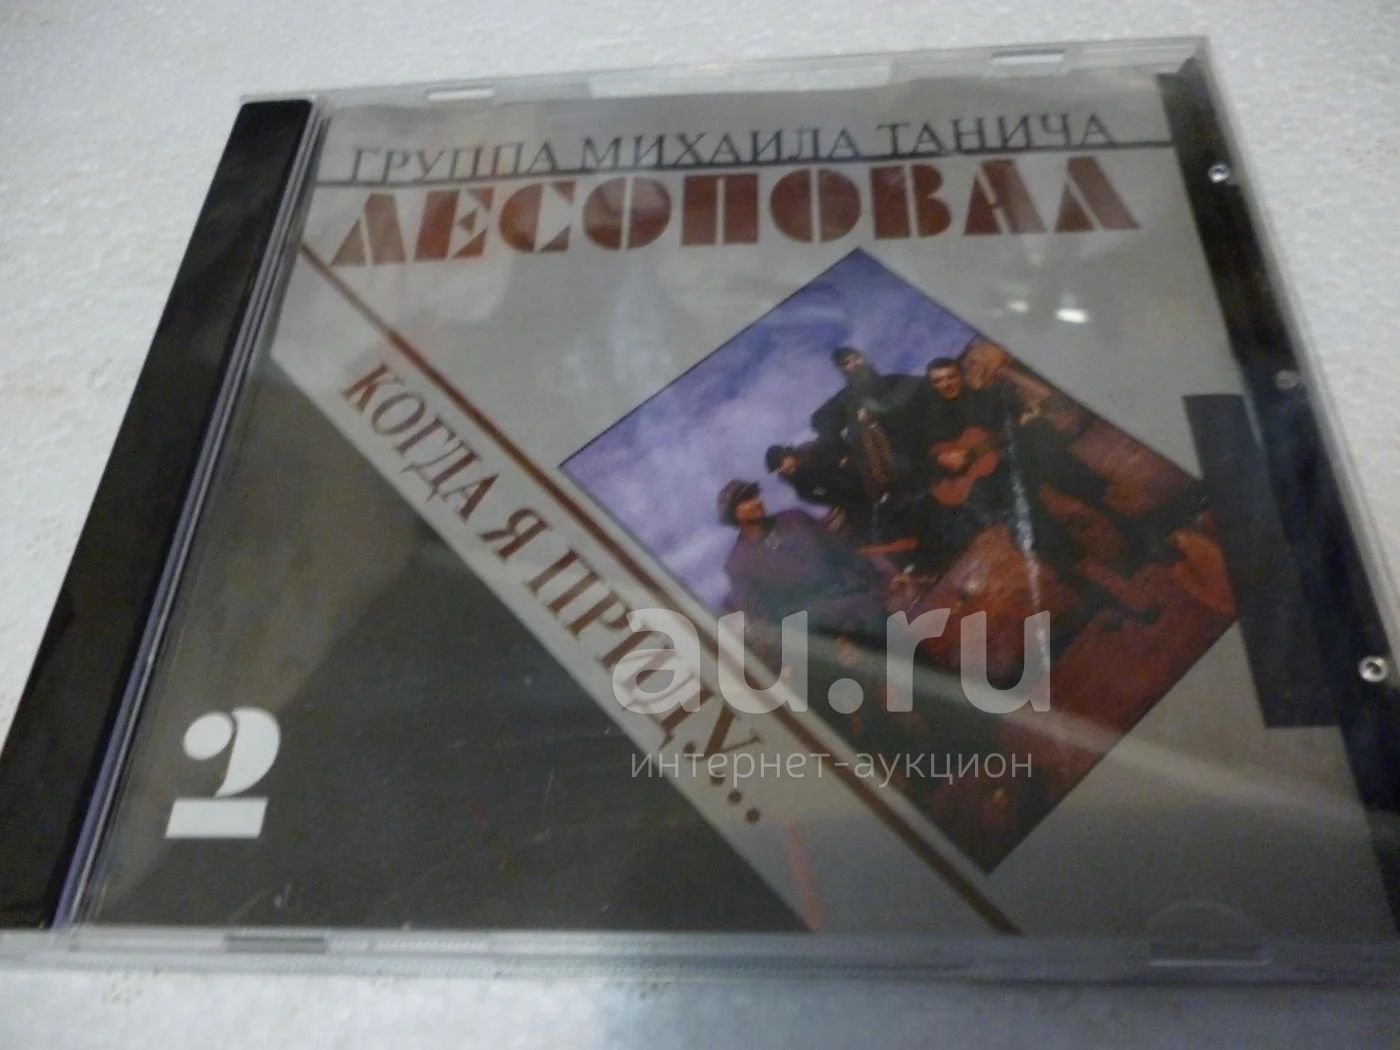 ГРУППА МИХАИЛА ТАНИЧА
ЛЕСОПОВАЛ
КОГДА Я ПРИДУ...
2
au.ru
интернет-аукцион